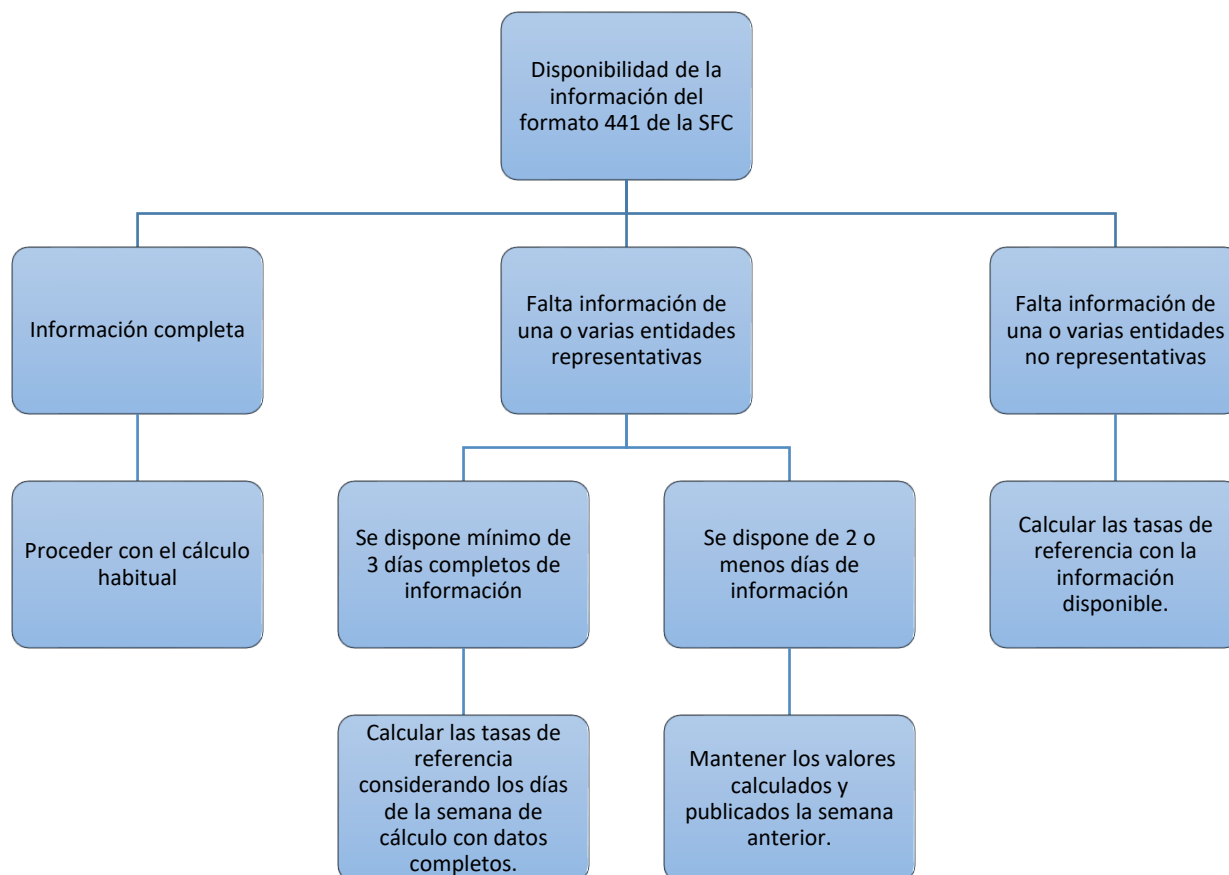 Disponibilidad de la
información del
formato 441 de la SFC
Información completa
Falta información de
una o varias entidades
representativas
Falta información de
una o varias entidades
no representativas
Proceder con el cálculo
habitual
Se dispone mínimo de
3 días completos de
información
Se dispone de 2 o
menos días de
información
Calcular las tasas de
referencia con la
información
disponible.
Calcular las tasas de
referencia
considerando los días
de la semana de
cálculo con datos
completos.
Mantener los valores
calculados y
publicados la semana
anterior.